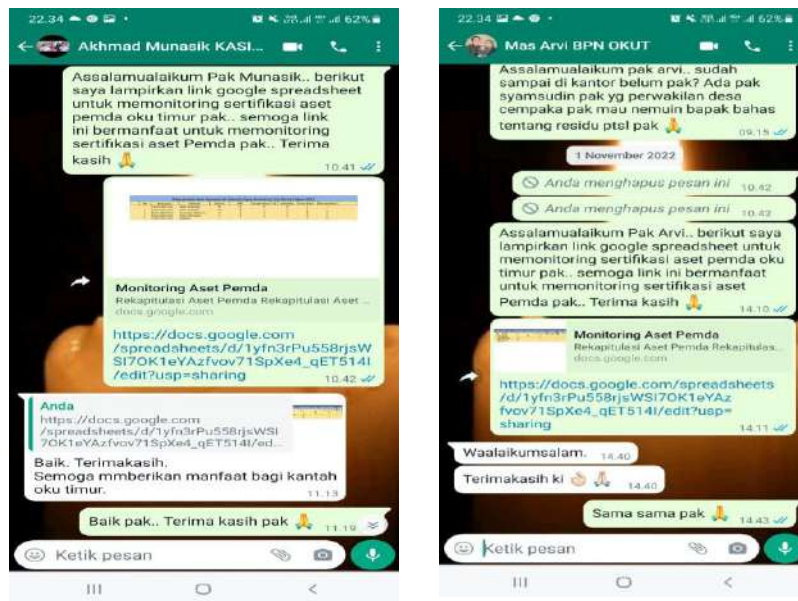 22.34
62%
Akhmad Munasik KASI...
Assalamualaikum Pak Munasik.. berikut
saya lampirkan link google spreadsheet
untuk memonitoring sertifikasi aset
pemda oku timur pak.. semoga link
ini bermanfaat untuk memonitoring
sertifikasi aset Pemda pak.. Terima
kasih 🙏
10.41
Monitoring Aset Pemda
Rekapitulasi Aset Pemda Rekapitulasi Aset ...
docs.google.com
https://docs.google.com
/spreadsheets/d/1yfn3rPu558rjsW
SI7OK1eYAzfvov71SpXe4_qET514I
/edit?usp=sharing
10.42
Anda
https://docs.google.com
/spreadsheets/d/1yfn3rPu558rjsWSI
7OK1eYAzfvov71SpXe4_qET514I/ed...
Baik. Terimakasih.
Semoga mmberikan manfaat bagi kantah
oku timur.
11.13
Baik pak.. Terima kasih pak 🙏 11.19
Ketik pesan
22.34
61%
Mas Arvi BPN OKUT
Assalamualaikum pak arvi.. sudah
sampai di kantor belum pak? Ada pak
syamsudin pak yg perwakilan desa
cempaka pak mau nemuin bapak bahas
tentang residu ptsl pak 🙏
09.15
1 November 2022
Anda menghapus pesan ini 10.42
Anda menghapus pesan ini 10.42
Assalamualaikum Pak Arvi.. berikut saya
lampirkan link google spreadsheet untuk
memonitoring sertifikasi aset pemda oku
timur pak.. semoga link ini bermanfaat
untuk memonitoring sertifikasi aset
Pemda pak.. Terima kasih 🙏
14.10
Monitoring Aset Pemda
Rekapitulasi Aset Pemda Rekapitulas...
docs.google.com
https://docs.google.com/spreadsheets
/d/1yfn3rPu558rjsWSI7OK1eYAz
fvov71SpXe4_qET514I/edit?usp=
sharing
14.11
Waalaikumsalam. 14.40
Terimakasih ki 👌🏻 🙏🏻 14.40
Sama sama pak 🙏 14.43
Ketik pesan